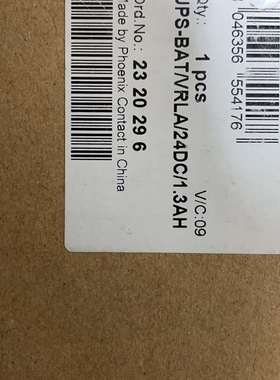 046356 554176
Qty.: 1 pcs V/C:09
UPS-BAT/VRLA/24DC/1.3AH
Ord.No.: 23 20 29 6
Made by Phoenix Contact in China